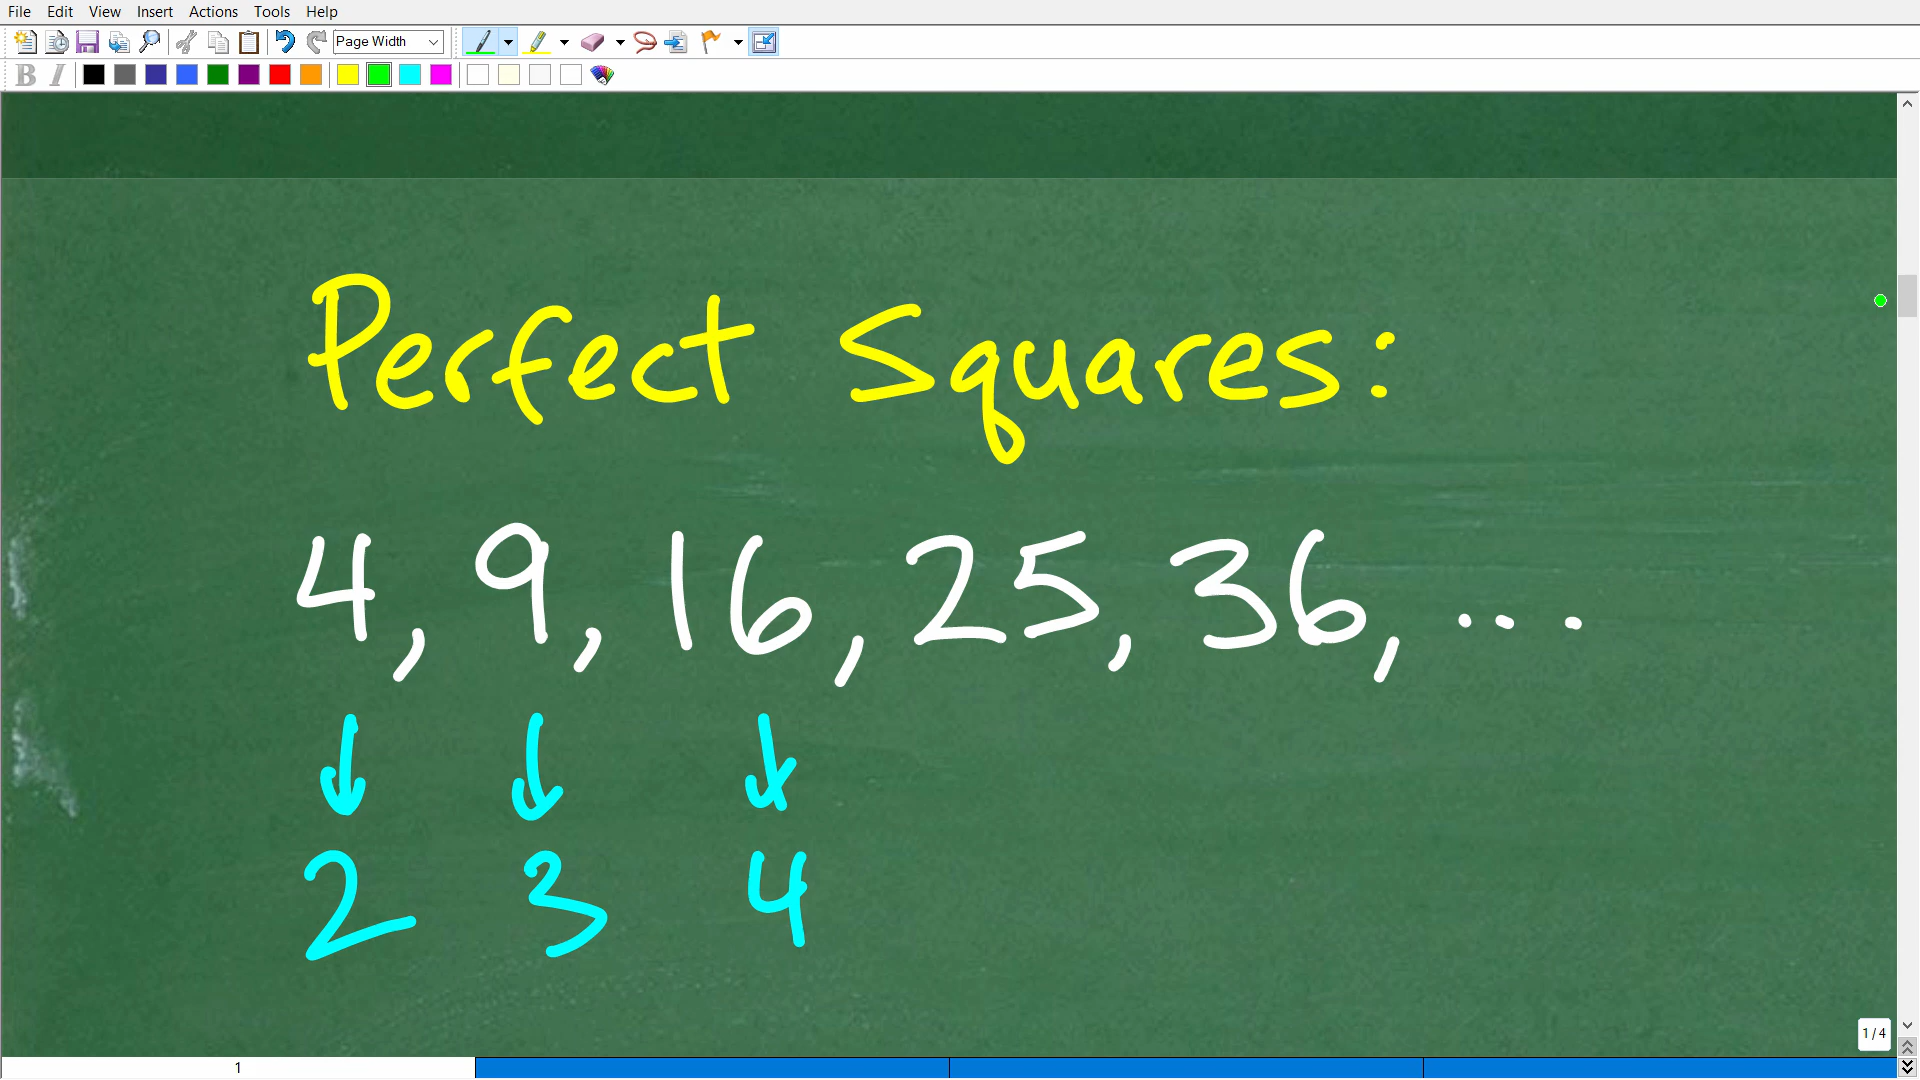 File Edit View Insert Actions Tools Help
Page Width
B I
Perfect Squares:
4, 9, 16, 25, 36, ...
2 3 4
1 / 4
1